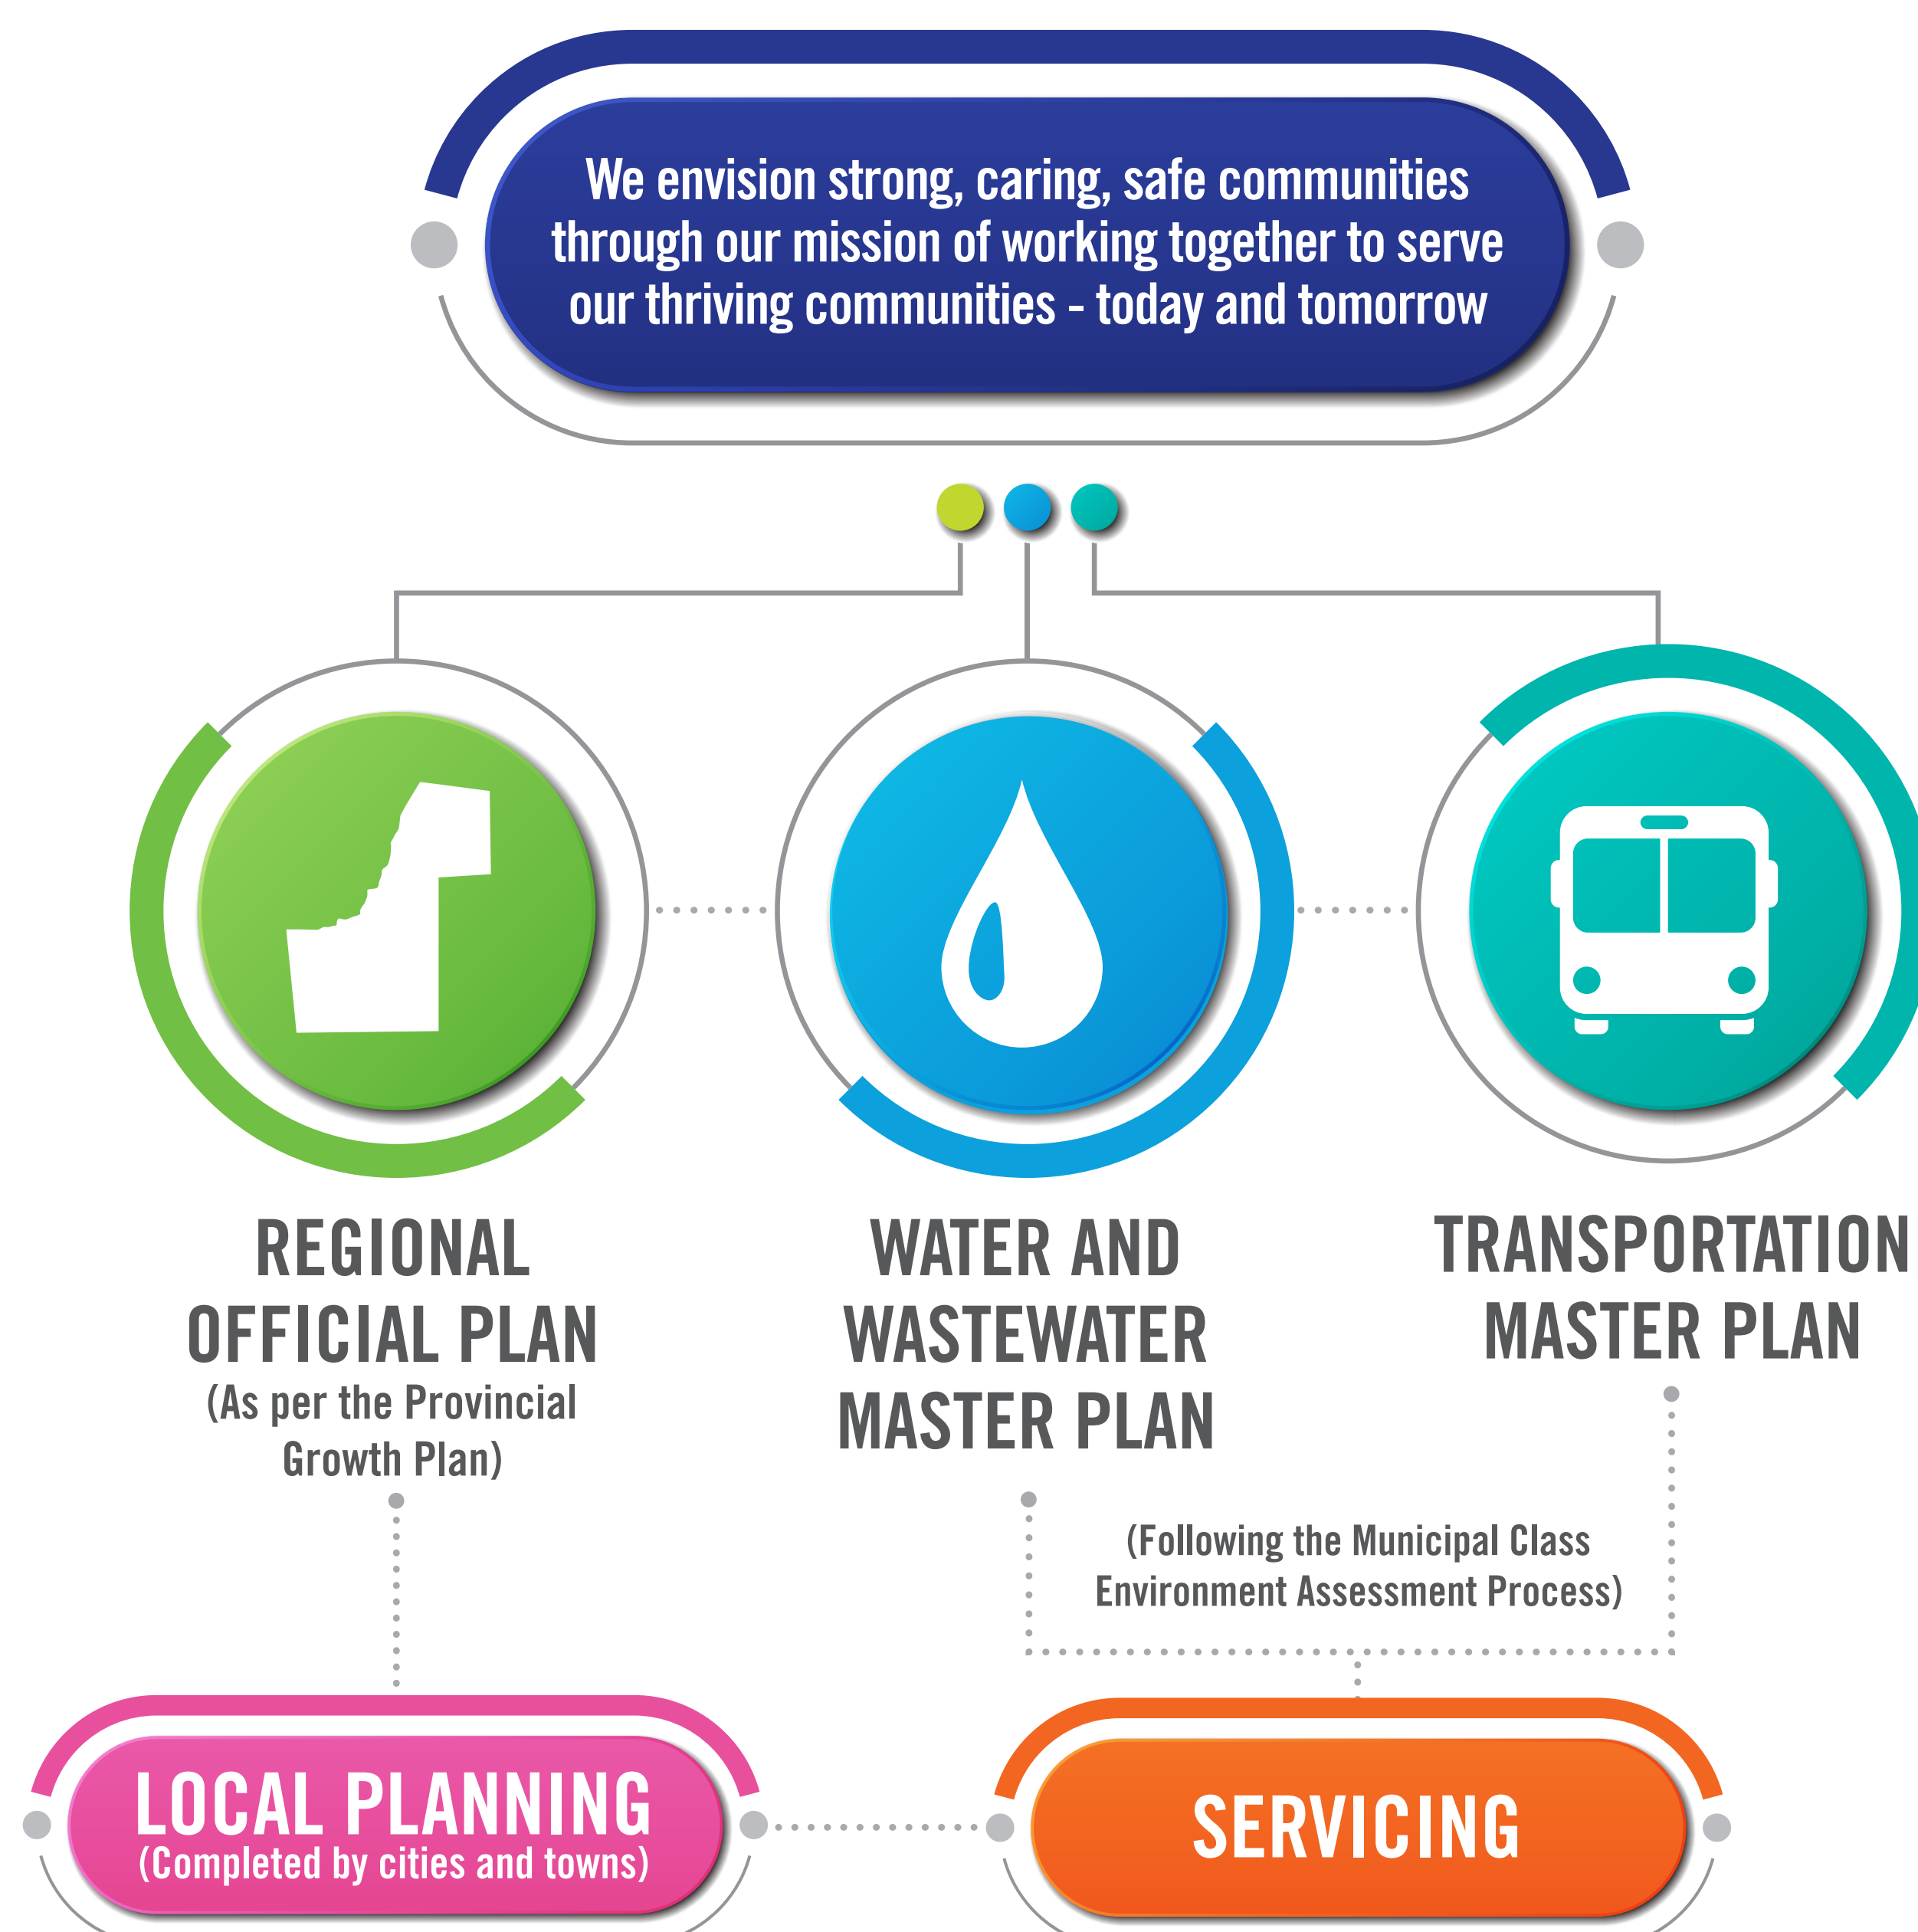 We envision strong, caring, safe communities
through our mission of working together to serve
our thriving communities - today and tomorrow
REGIONAL
OFFICIAL PLAN
(As per the Provincial
Growth Plan)
WATER AND
WASTEWATER
MASTER PLAN
TRANSPORTATION
MASTER PLAN
(Following the Municipal Class
Environment Assessment Process)
LOCAL PLANNING
(Completed by cities and towns)
SERVICING